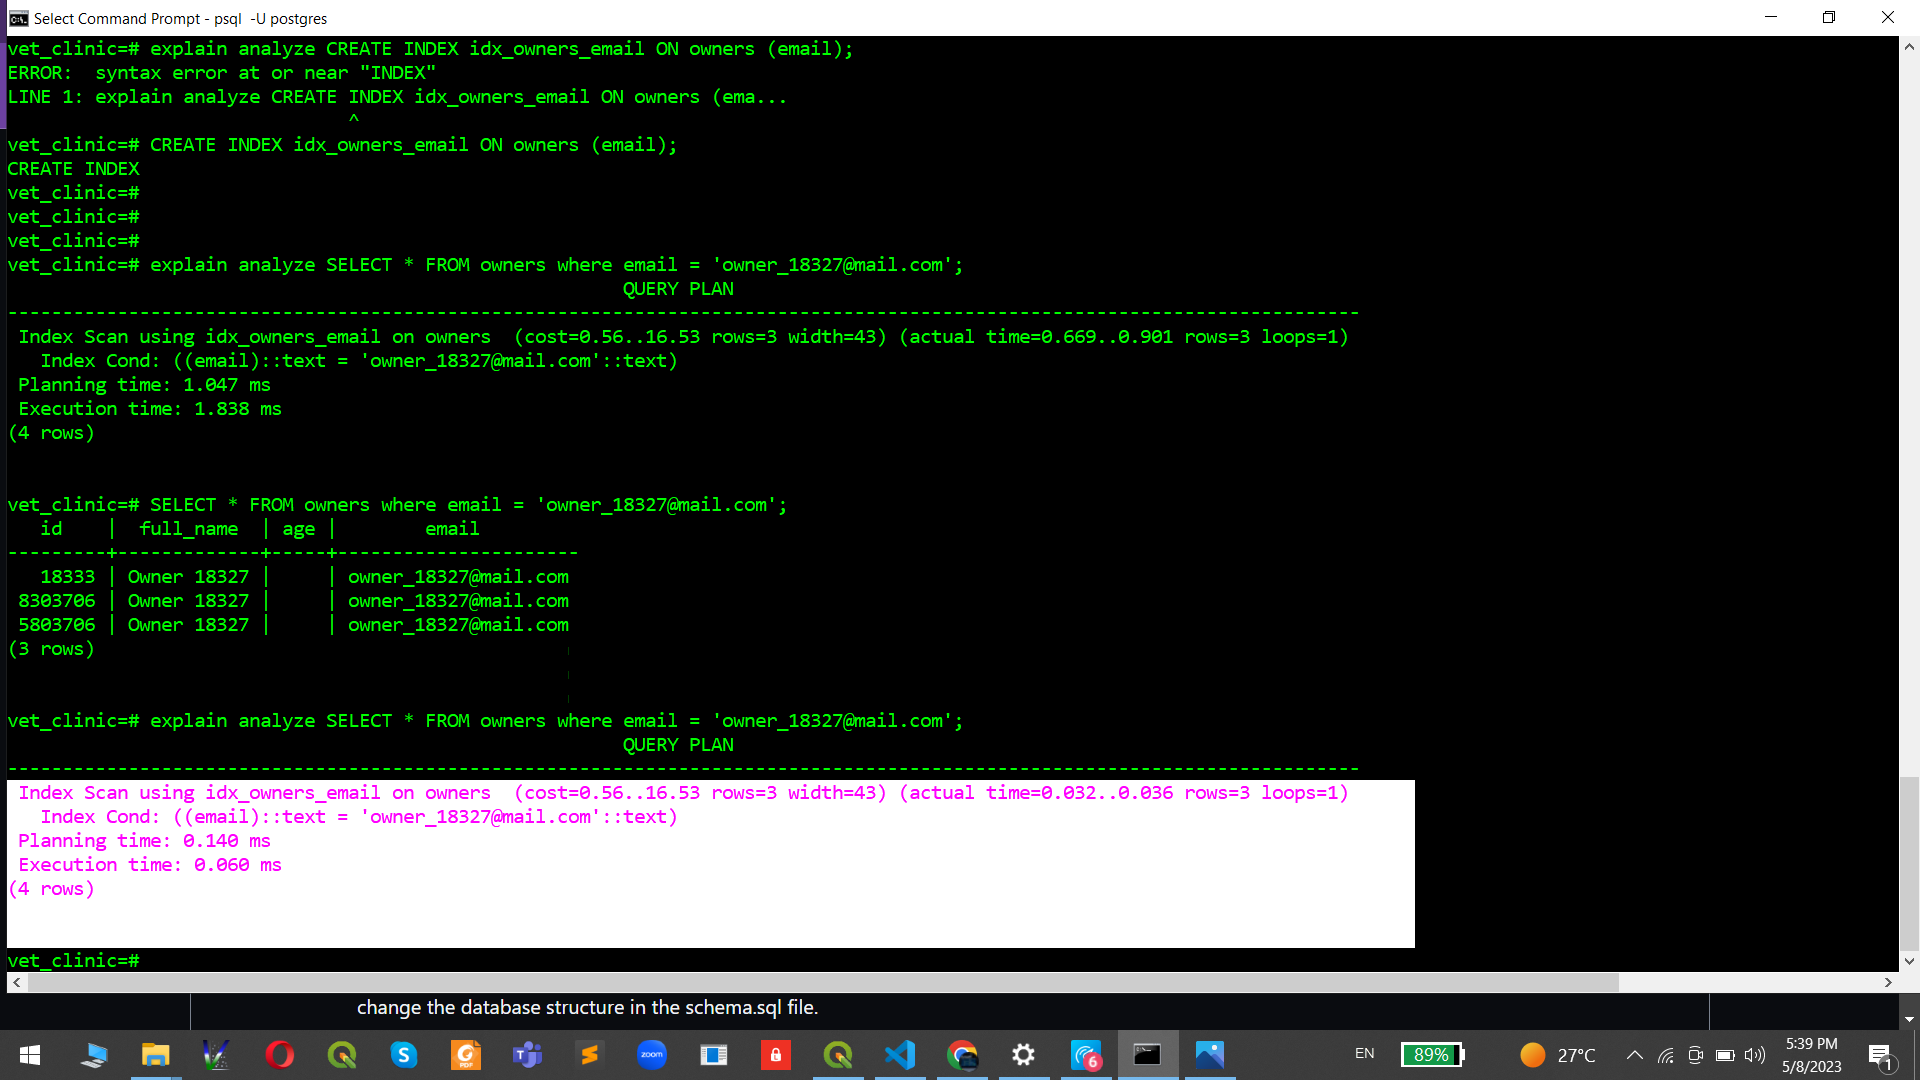 Select Command Prompt - psql  -U postgres
vet_clinic=# explain analyze CREATE INDEX idx_owners_email ON owners (email);
ERROR:  syntax error at or near "INDEX"
LINE 1: explain analyze CREATE INDEX idx_owners_email ON owners (ema...
^
vet_clinic=# CREATE INDEX idx_owners_email ON owners (email);
CREATE INDEX
vet_clinic=#
vet_clinic=#
vet_clinic=#
vet_clinic=# explain analyze SELECT * FROM owners where email = 'owner_18327@mail.com';
QUERY PLAN
---------------------------------------------------------------------------------------------------------------------------
Index Scan using idx_owners_email on owners  (cost=0.56..16.53 rows=3 width=43) (actual time=0.669..0.901 rows=3 loops=1)
Index Cond: ((email)::text = 'owner_18327@mail.com'::text)
Planning time: 1.047 ms
Execution time: 1.838 ms
(4 rows)
vet_clinic=# SELECT * FROM owners where email = 'owner_18327@mail.com';
id    |  full_name  | age |        email
---------+-------------+-----+----------------------
18333 | Owner 18327 |     | owner_18327@mail.com
8303706 | Owner 18327 |     | owner_18327@mail.com
5803706 | Owner 18327 |     | owner_18327@mail.com
(3 rows)
vet_clinic=# explain analyze SELECT * FROM owners where email = 'owner_18327@mail.com';
QUERY PLAN
---------------------------------------------------------------------------------------------------------------------------
Index Scan using idx_owners_email on owners  (cost=0.56..16.53 rows=3 width=43) (actual time=0.032..0.036 rows=3 loops=1)
Index Cond: ((email)::text = 'owner_18327@mail.com'::text)
Planning time: 0.140 ms
Execution time: 0.060 ms
(4 rows)
vet_clinic=#
change the database structure in the schema.sql file.
zoom
EN
89%
27°C
5:39 PM
5/8/2023
6
1